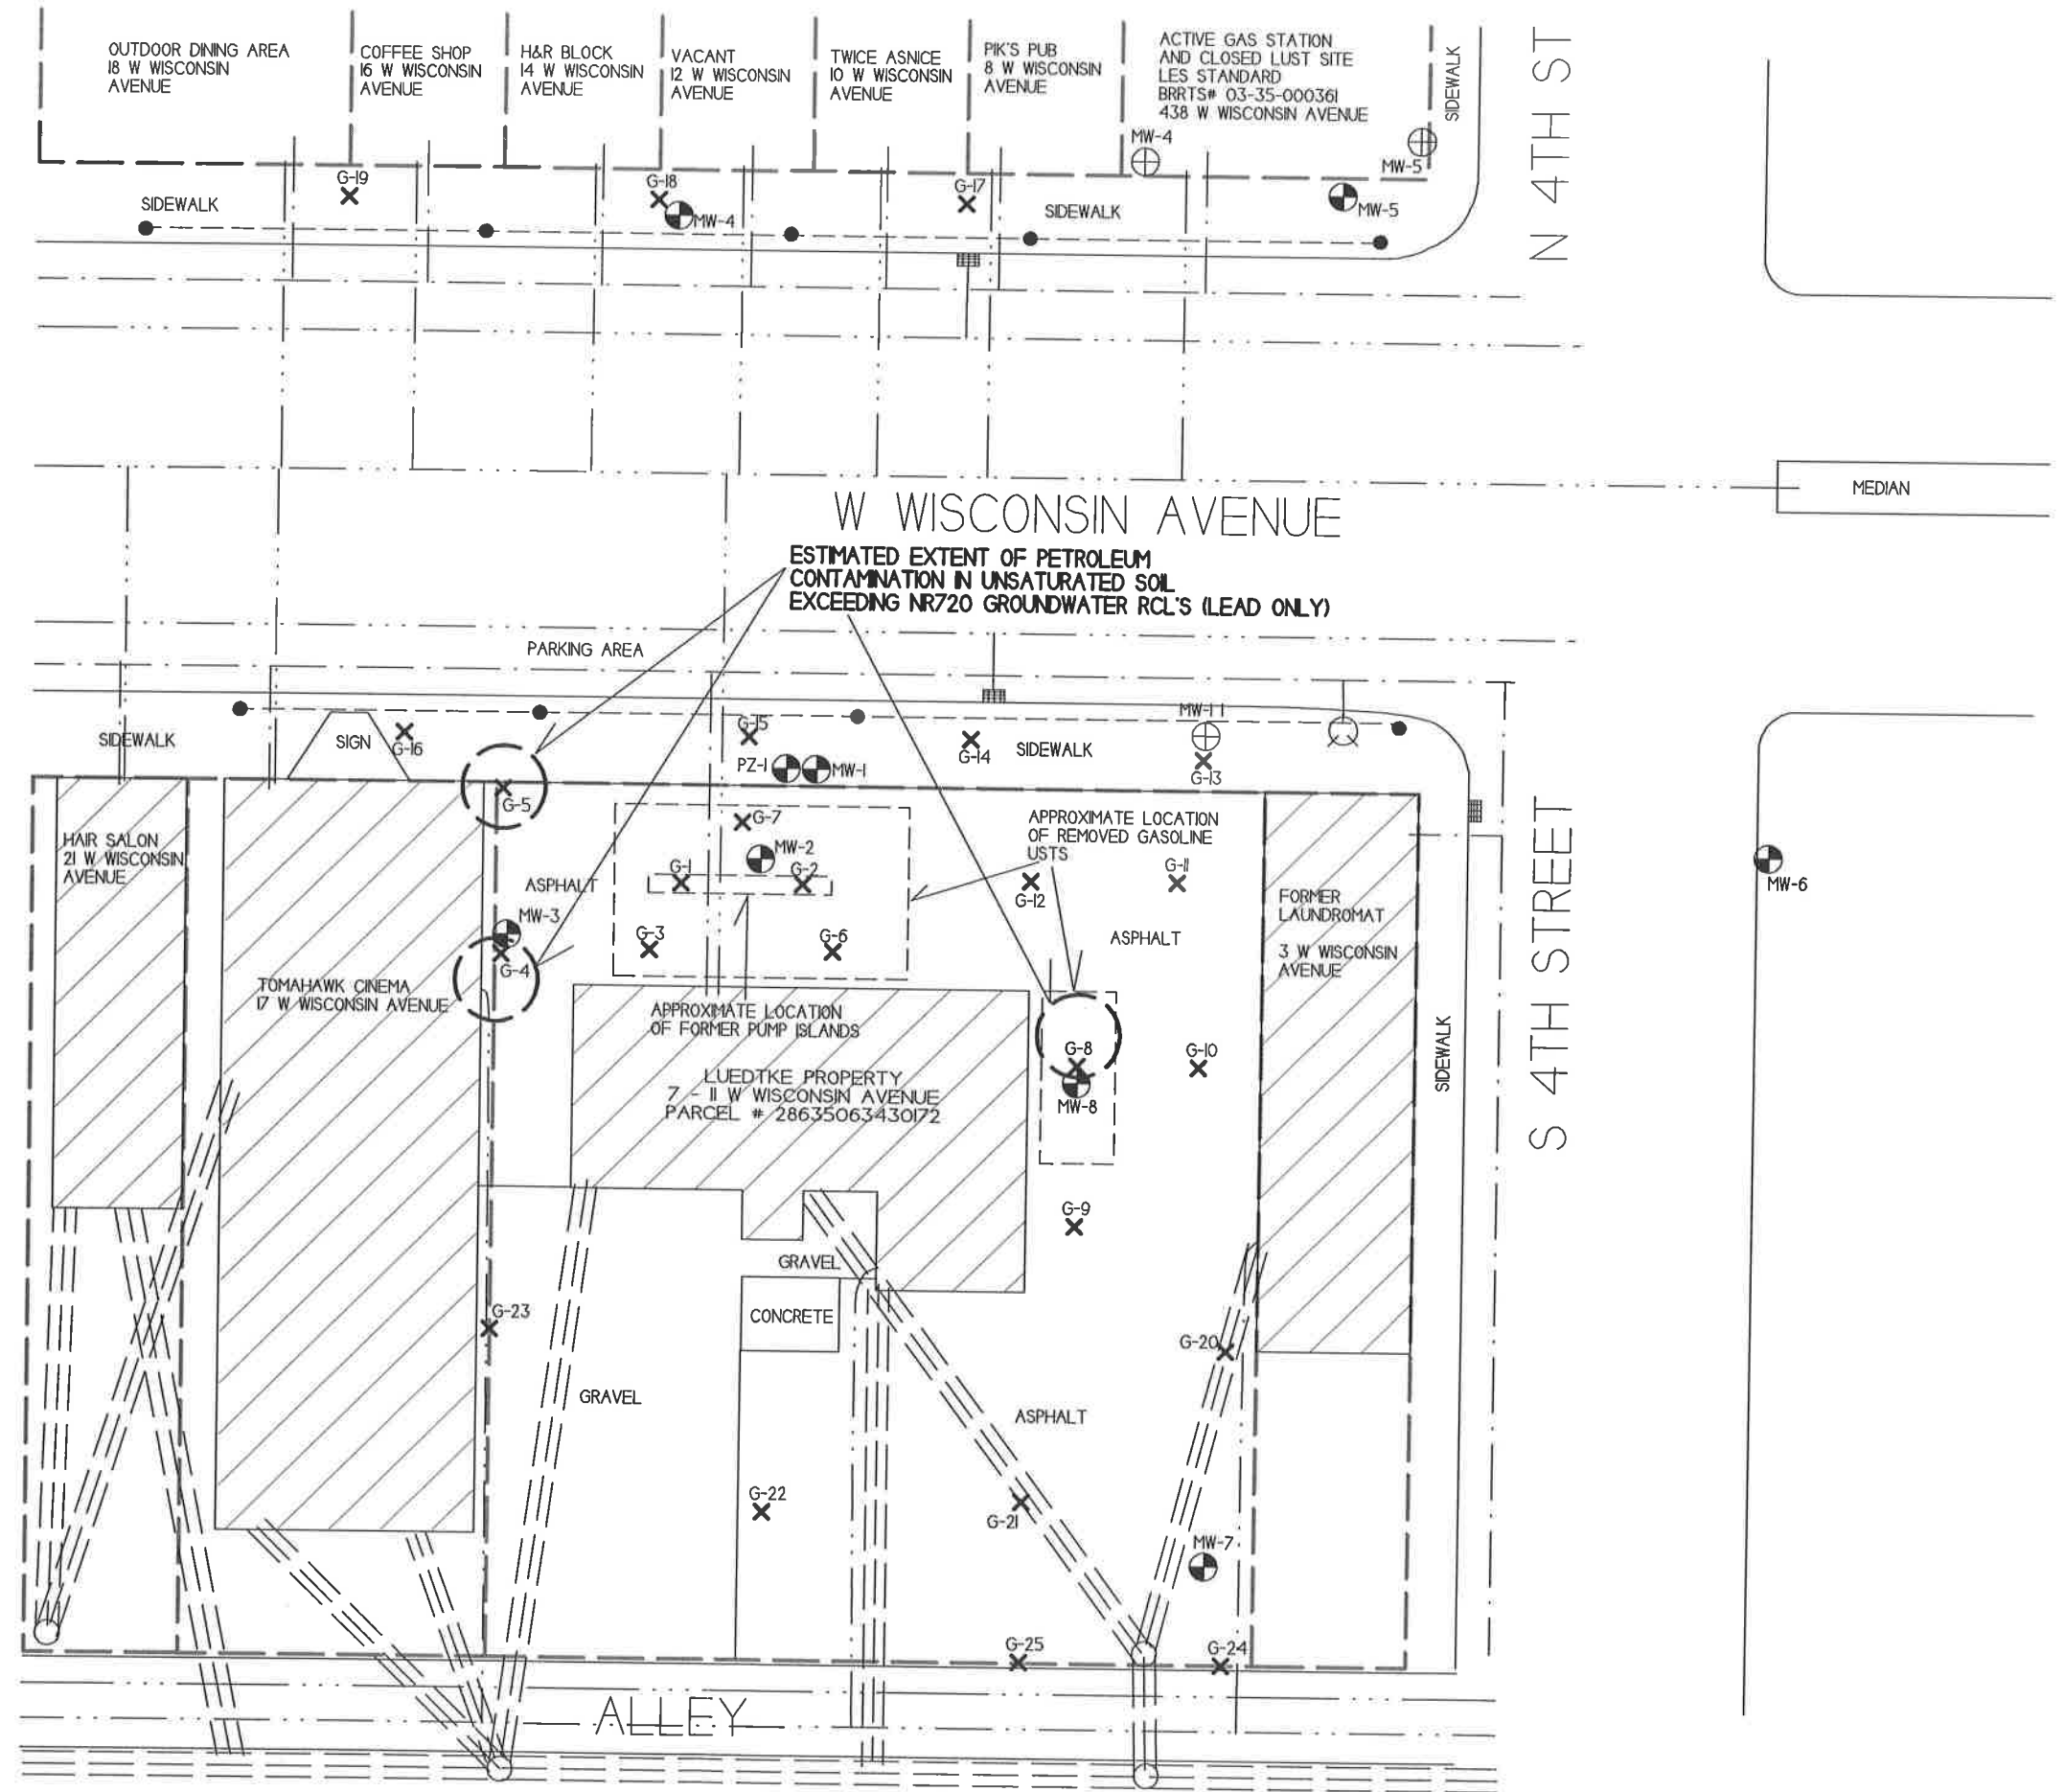 OUTDOOR DINING AREA
18 W WISCONSIN
AVENUE
COFFEE SHOP
16 W WISCONSIN
AVENUE
H&R BLOCK
14 W WISCONSIN
AVENUE
VACANT
12 W WISCONSIN
AVENUE
TWICE ASNICE
10 W WISCONSIN
AVENUE
PIK'S PUB
8 W WISCONSIN
AVENUE
ACTIVE GAS STATION
AND CLOSED LUST SITE
LES STANDARD
BRRTS# 03-35-000361
438 W WISCONSIN AVENUE
SIDEWALK
N 4TH ST
MW-4
MW-5
G-19
G-18
MW-4
G-17
MW-5
SIDEWALK
SIDEWALK
MEDIAN
W WISCONSIN AVENUE
ESTIMATED EXTENT OF PETROLEUM
CONTAMINATION IN UNSATURATED SOIL
EXCEEDING NR720 GROUNDWATER RCL'S (LEAD ONLY)
PARKING AREA
SIDEWALK
SIGN
G-16
G-15
G-14
SIDEWALK
MW-11
G-13
PZ-1
MW-1
G-5
HAIR SALON
21 W WISCONSIN
AVENUE
G-7
MW-2
G-1
G-2
ASPHALT
APPROXIMATE LOCATION
OF REMOVED GASOLINE
USTS
G-11
G-12
MW-6
FORMER
LAUNDROMAT
3 W WISCONSIN
AVENUE
MW-3
G-3
G-6
G-4
ASPHALT
S 4TH STREET
TOMAHAWK CINEMA
17 W WISCONSIN AVENUE
APPROXIMATE LOCATION
OF FORMER PUMP ISLANDS
LUEDTKE PROPERTY
7 - 11 W WISCONSIN AVENUE
PARCEL # 28635063430172
G-8
MW-8
G-10
SIDEWALK
G-9
GRAVEL
CONCRETE
G-23
G-20
GRAVEL
ASPHALT
G-22
G-21
MW-7
G-25
G-24
ALLEY